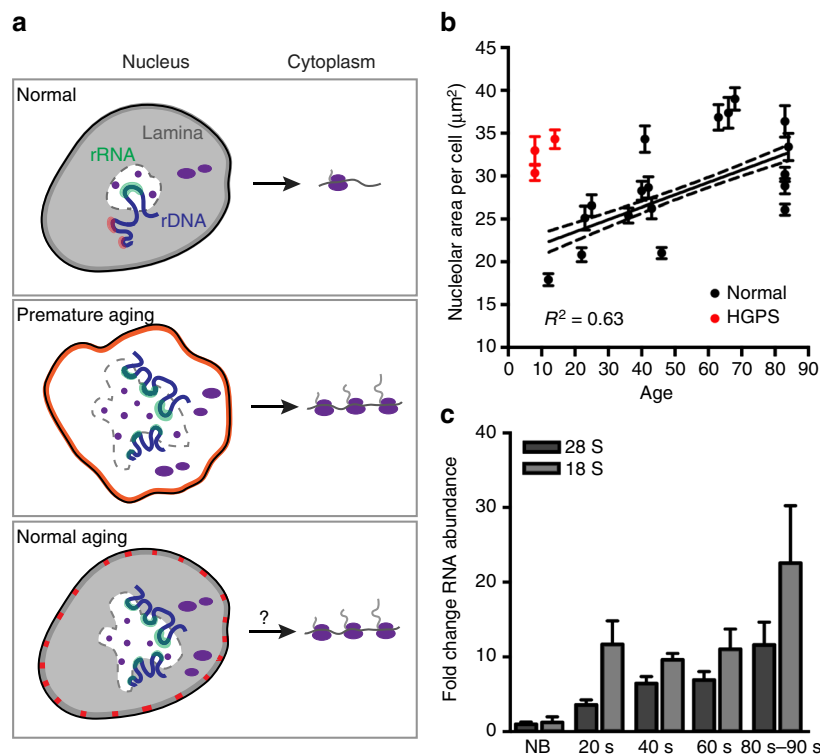 a
Nucleus
Cytoplasm
Normal
Lamina
rRNA
rDNA
Premature aging
Normal aging
?
b
Nucleolar area per cell (μm²)
45
40
35
30
25
20
15
10
R² = 0.63
Normal
HGPS
0 10 20 30 40 50 60 70 80 90
Age
c
Fold change RNA abundance
40
30
20
10
0
28 S
18 S
NB 20 s 40 s 60 s 80 s–90 s